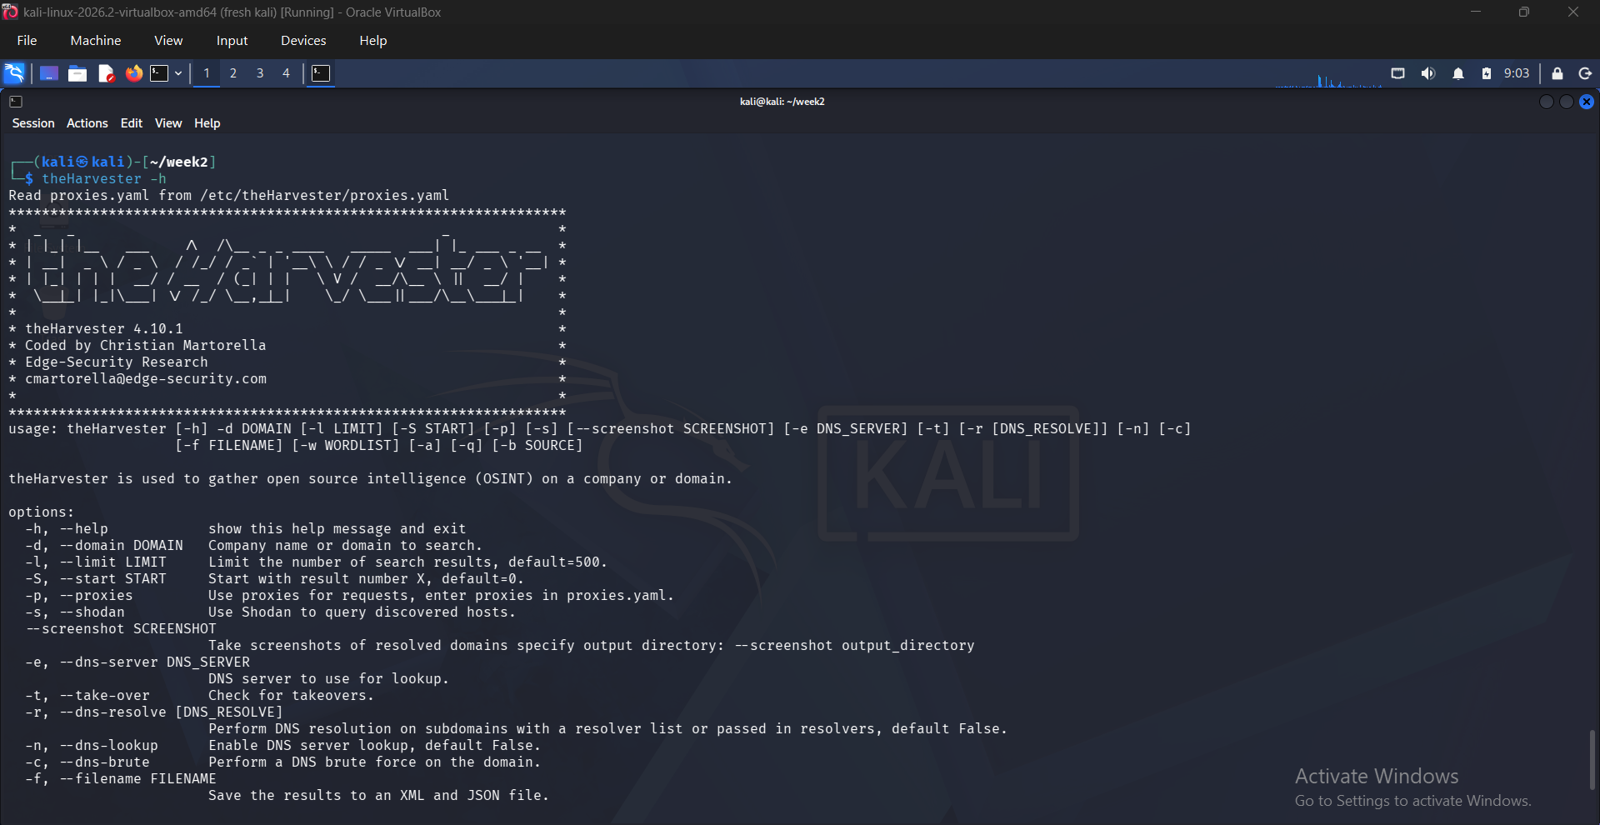 kali-linux-2026.2-virtualbox-amd64 (fresh kali) [Running] - Oracle VirtualBox
File Machine View Input Devices Help
1 2 3 4 9:03
kali@kali: ~/week2
Session Actions Edit View Help
┌──(kali㉿kali)-[~/week2]
└─$ theHarvester -h
Read proxies.yaml from /etc/theHarvester/proxies.yaml
*******************************************************************
* theHarvester *
* theHarvester 4.10.1 *
* Coded by Christian Martorella *
* Edge-Security Research *
* cmartorella@edge-security.com *
* *
*******************************************************************
usage: theHarvester [-h] -d DOMAIN [-l LIMIT] [-S START] [-p] [-s] [--screenshot SCREENSHOT] [-e DNS_SERVER] [-t] [-r [DNS_RESOLVE]] [-n] [-c]
[-f FILENAME] [-w WORDLIST] [-a] [-q] [-b SOURCE]
theHarvester is used to gather open source intelligence (OSINT) on a company or domain.
options:
-h, --help show this help message and exit
-d, --domain DOMAIN Company name or domain to search.
-l, --limit LIMIT Limit the number of search results, default=500.
-S, --start START Start with result number X, default=0.
-p, --proxies Use proxies for requests, enter proxies in proxies.yaml.
-s, --shodan Use Shodan to query discovered hosts.
--screenshot SCREENSHOT
Take screenshots of resolved domains specify output directory: --screenshot output_directory
-e, --dns-server DNS_SERVER
DNS server to use for lookup.
-t, --take-over Check for takeovers.
-r, --dns-resolve [DNS_RESOLVE]
Perform DNS resolution on subdomains with a resolver list or passed in resolvers, default False.
-n, --dns-lookup Enable DNS server lookup, default False.
-c, --dns-brute Perform a DNS brute force on the domain.
-f, --filename FILENAME
Save the results to an XML and JSON file.
KALI
Activate Windows
Go to Settings to activate Windows.